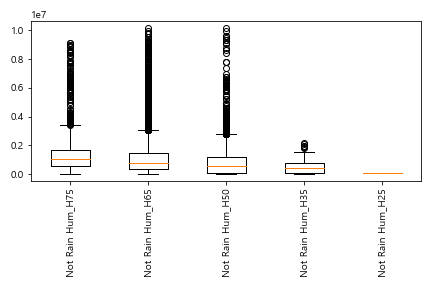 1e7
1.0
0.8
0.6
0.4
0.2
0.0
Not Rain Hum_H75
Not Rain Hum_H65
Not Rain Hum_H50
Not Rain Hum_H35
Not Rain Hum_H25